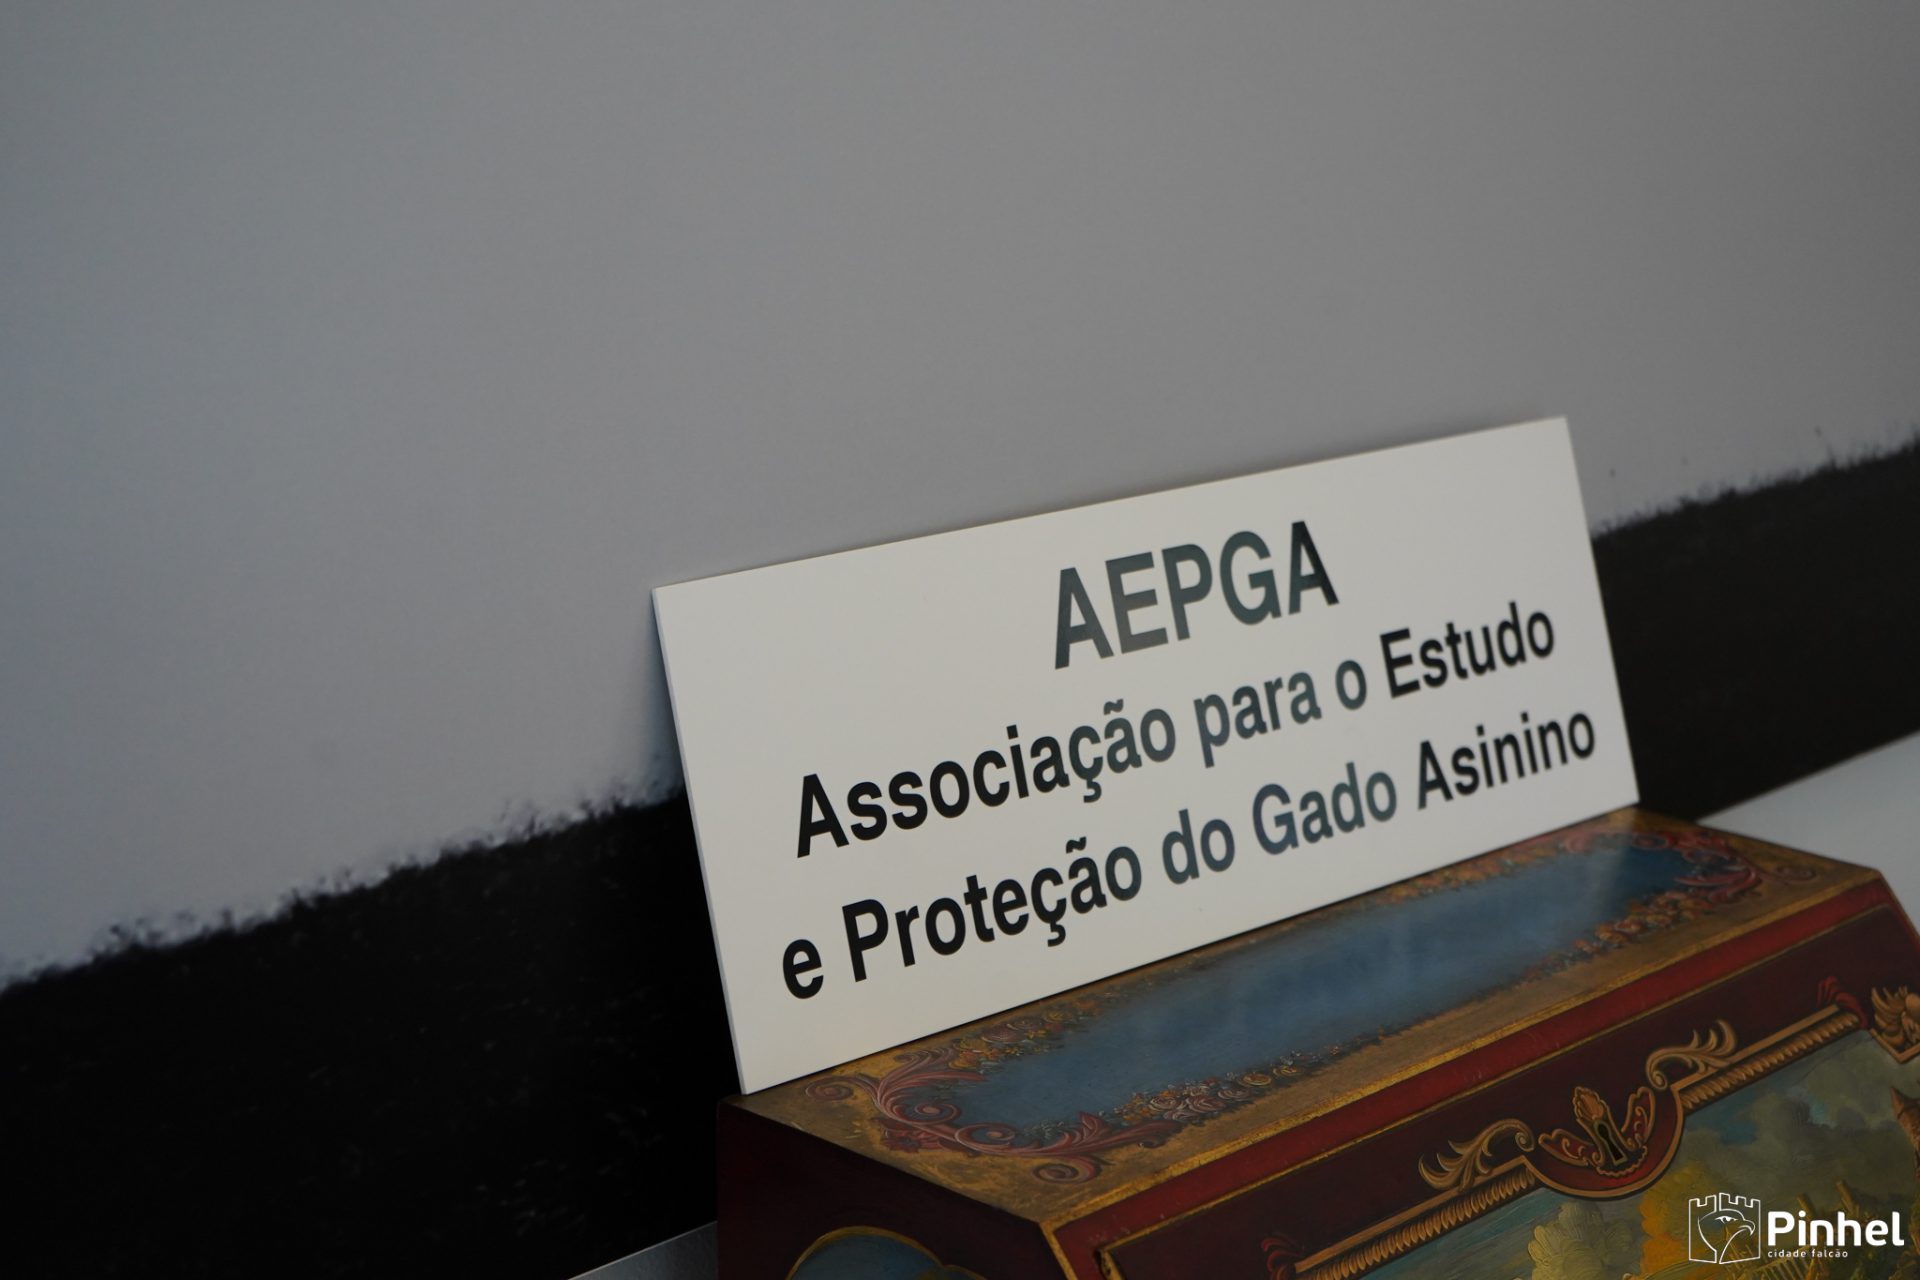 AEPGA
Associação para o Estudo
e Proteção do Gado Asinino
Pinhel
cidade falcão